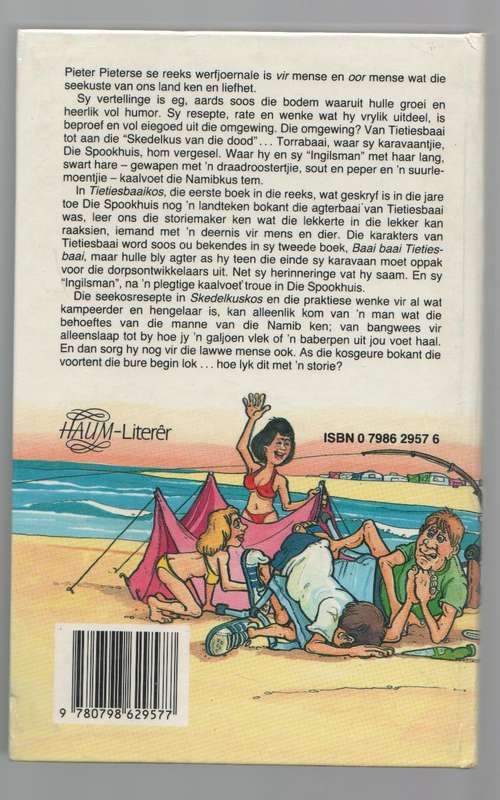 Pieter Pieterse se reeks werfjoernale is vir mense en oor mense wat die
seekuste van ons land ken en liefhet.
Sy vertellinge is eg, aards soos die bodem waaruit hulle groei en
heerlik vol humor. Sy resepte, rate en wenke wat hy vrylik uitdeel, is
beproef en vol eiegoed uit die omgewing. Die omgewing? Van Tietiesbaai
tot aan die “Skedelkus van die dood” . . . Torrabaai, waar sy karavaantjie,
Die Spookhuis, hom vergesel. Waar hy en sy “Ingilsman” met haar lang,
swart hare – gewapen met ’n draadroostertjie, sout en peper en ’n suurle-
moentjie – kaalvoet die Namibkus tem.
In Tietiesbaaikos, die eerste boek in die reeks, wat geskryf is in die jare
toe Die Spookhuis nog ’n landteken bokant die agterbaai van Tietiesbaai
was, leer ons die storiemaker ken wat die lekkerte in die lekker kan
raaksien, iemand met ’n deernis vir mens en dier. Die karakters van
Tietiesbaai word soos ou bekendes in sy tweede boek, Baai baai Tieties-
baai, maar hulle bly agter as hy teen die einde sy karavaan moet oppak
voor die dorpsontwikkelaars uit. Net sy herinneringe vat hy saam. En sy
“Ingilsman”, na ’n plegtige kaalvoet troue in Die Spookhuis.
Die seekosresepte in Skedelkuskos en die praktiese wenke vir al wat
kampeerder en hengelaar is, kan alleenlik kom van ’n man wat die
behoeftes van die manne van die Namib ken; van bangwees vir
alleenslaap tot by hoe jy ’n galjoen vlek of ’n baberpen uit jou voet haal.
En dan sorg hy nog vir die lawwe mense ook. As die kosgeure bokant die
voortent die bure begin lok . . . hoe lyk dit met ’n storie?
HAUM-Literêr
ISBN 0 7986 2957 6
9 780798 629577